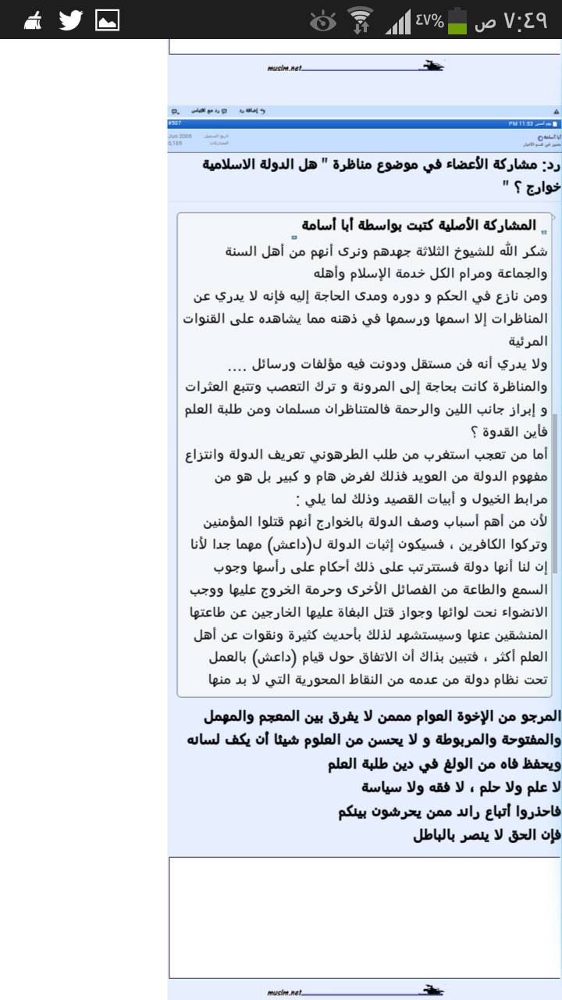 ٧:٤٩ ص ٤٧%
muslm.net
إضافة رد رد مع اقتباس
#507 يوم أمس, 11:53 PM
أبا أسامة تاريخ التسجيل: Jun 2006
متميز في قسم الأخبار المشاركات: 6,169
رد: مشاركة الأعضاء في موضوع مناظرة " هل الدولة الاسلامية
خوارج ؟ "
المشاركة الأصلية كتبت بواسطة أبا أسامة
شكر الله للشيوخ الثلاثة جهدهم ونرى أنهم من أهل السنة
والجماعة ومرام الكل خدمة الإسلام وأهله
ومن نازع في الحكم و دوره ومدى الحاجة إليه فإنه لا يدري عن
المناظرات إلا اسمها ورسمها في ذهنه مما يشاهده على القنوات
المرئية
ولا يدري أنه فن مستقل ودونت فيه مؤلفات ورسائل ....
والمناظرة كانت بحاجة إلى المرونة و ترك التعصب وتتبع العثرات
و إبراز جانب اللين والرحمة فالمتناظران مسلمان ومن طلبة العلم
فأين القدوة ؟
أما من تعجب استغرب من طلب الطرهوني تعريف الدولة وانتزاع
مفهوم الدولة من العويد فذلك لغرض هام و كبير بل هو من
مرابط الخيول و أبيات القصيد وذلك لما يلي :
لأن من أهم أسباب وصف الدولة بالخوارج أنهم قتلوا المؤمنين
وتركوا الكافرين ، فسيكون إثبات الدولة ل(داعش) مهما جدا لأنا
إن لنا أنها دولة فستترتب على ذلك أحكام على رأسها وجوب
السمع والطاعة من الفصائل الأخرى وحرمة الخروج عليها ووجب
الانضواء نحت لوائها وجواز قتل البغاة عليها الخارجين عن طاعتها
المنشقين عنها وسيستشهد لذلك بأحديث كثيرة ونقوات عن أهل
العلم أكثر ، فتبين بذاك أن الاتفاق حول قيام (داعش) بالعمل
تحت نظام دولة من عدمه من النقاط المحورية التي لا بد منها
المرجو من الإخوة العوام مممن لا يفرق بين المعجم والمهمل
والمفتوحة والمربوطة و لا يحسن من العلوم شيئا أن يكف لسانه
ويحفظ فاه من الولغ في دين طلبة العلم
لا علم ولا حلم ، لا فقه ولا سياسة
فاحذروا أتباع راند ممن يحرشون بينكم
فإن الحق لا ينصر بالباطل
muslm.net